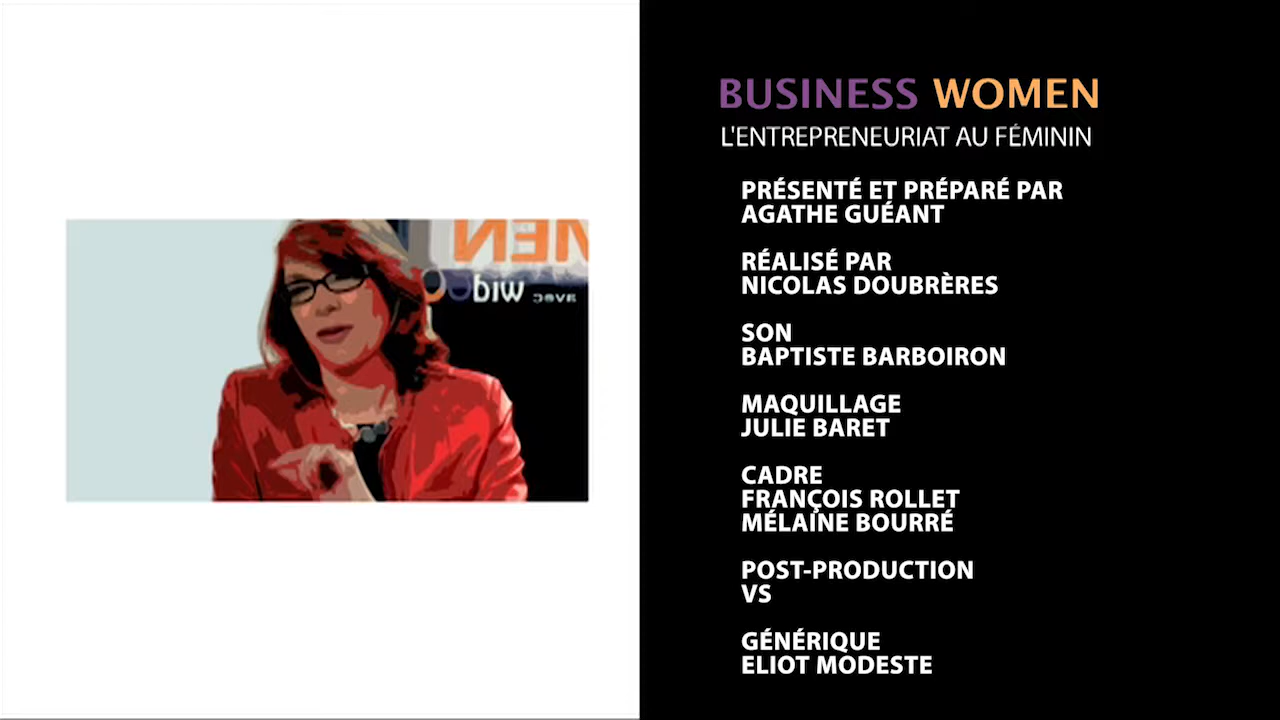 BUSINESS WOMEN
L'ENTREPRENEURIAT AU FÉMININ
PRÉSENTÉ ET PRÉPARÉ PAR
AGATHE GUÉANT
RÉALISÉ PAR
NICOLAS DOUBRÈRES
SON
BAPTISTE BARBOIRON
MAQUILLAGE
JULIE BARET
CADRE
FRANÇOIS ROLLET
MÉLAINE BOURRÉ
POST-PRODUCTION
VS
GÉNÉRIQUE
ELIOT MODESTE